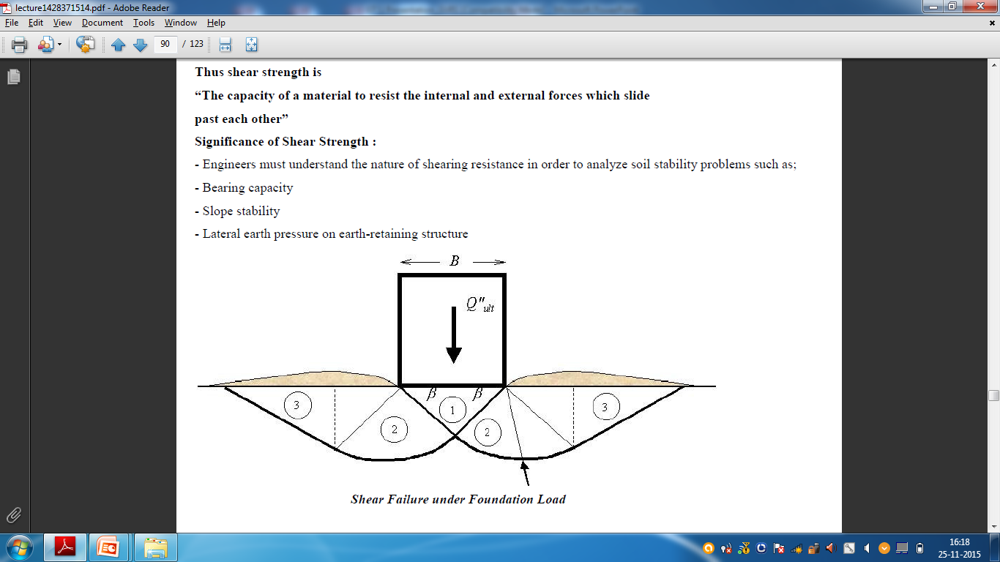 lecture1428371514.pdf - Adobe Reader
File Edit View Document Tools Window Help
90 / 123
Thus shear strength is
“The capacity of a material to resist the internal and external forces which slide
past each other”
Significance of Shear Strength :
- Engineers must understand the nature of shearing resistance in order to analyze soil stability problems such as;
- Bearing capacity
- Slope stability
- Lateral earth pressure on earth-retaining structure
B
Q"ult
β β
3 2 1 2 3
Shear Failure under Foundation Load
16:18
25-11-2015